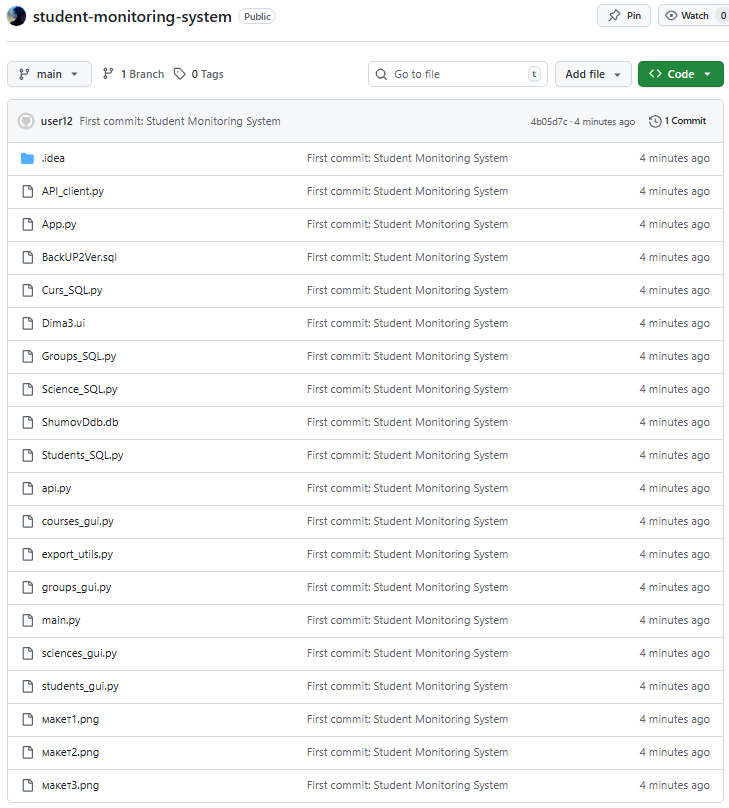 student-monitoring-system Public Pin Watch 0
main 1 Branch 0 Tags Go to file t Add file Code
user12 First commit: Student Monitoring System 4b05d7c · 4 minutes ago 1 Commit
.idea First commit: Student Monitoring System 4 minutes ago
API_client.py First commit: Student Monitoring System 4 minutes ago
App.py First commit: Student Monitoring System 4 minutes ago
BackUP2Ver.sql First commit: Student Monitoring System 4 minutes ago
Curs_SQL.py First commit: Student Monitoring System 4 minutes ago
Dima3.ui First commit: Student Monitoring System 4 minutes ago
Groups_SQL.py First commit: Student Monitoring System 4 minutes ago
Science_SQL.py First commit: Student Monitoring System 4 minutes ago
ShumovDdb.db First commit: Student Monitoring System 4 minutes ago
Students_SQL.py First commit: Student Monitoring System 4 minutes ago
api.py First commit: Student Monitoring System 4 minutes ago
courses_gui.py First commit: Student Monitoring System 4 minutes ago
export_utils.py First commit: Student Monitoring System 4 minutes ago
groups_gui.py First commit: Student Monitoring System 4 minutes ago
main.py First commit: Student Monitoring System 4 minutes ago
sciences_gui.py First commit: Student Monitoring System 4 minutes ago
students_gui.py First commit: Student Monitoring System 4 minutes ago
макет1.png First commit: Student Monitoring System 4 minutes ago
макет2.png First commit: Student Monitoring System 4 minutes ago
макет3.png First commit: Student Monitoring System 4 minutes ago